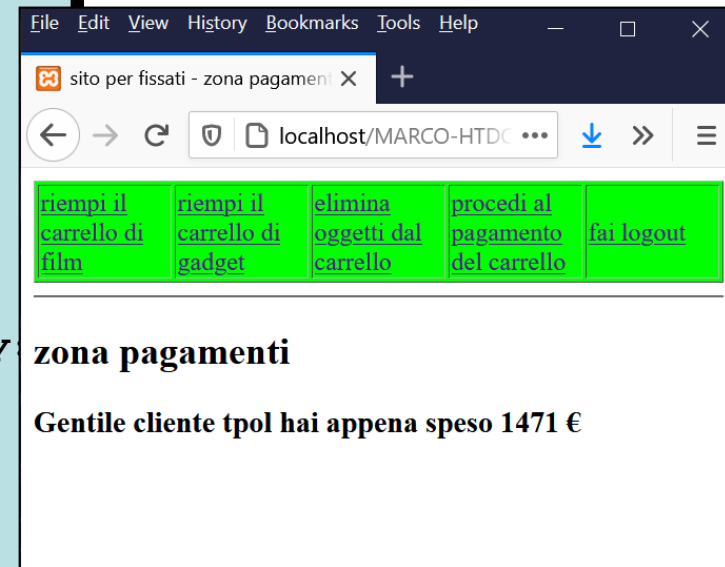 File Edit View History Bookmarks Tools Help
sito per fissati - zona pagament
localhost/MARCO-HTDO
riempi il carrello di film
riempi il carrello di gadget
elimina oggetti dal carrello
procedi al pagamento del carrello
fai logout
zona pagamenti
Gentile cliente tpol hai appena speso 1471 €